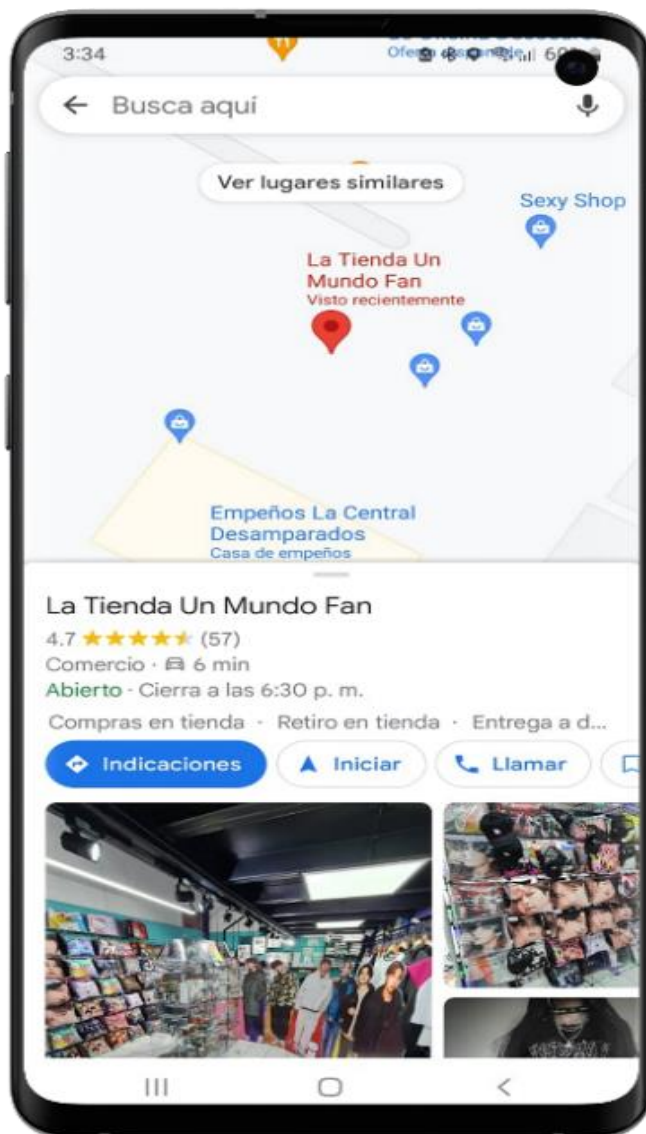 3:34
Oferta disponible
← Busca aquí
Ver lugares similares
Sexy Shop
La Tienda Un
Mundo Fan
Visto recientemente
Empeños La Central
Desamparados
Casa de empeños
La Tienda Un Mundo Fan
4.7 (57)
Comercio · 6 min
Abierto · Cierra a las 6:30 p. m.
Compras en tienda · Retiro en tienda · Entrega a d...
Indicaciones
Iniciar
Llamar